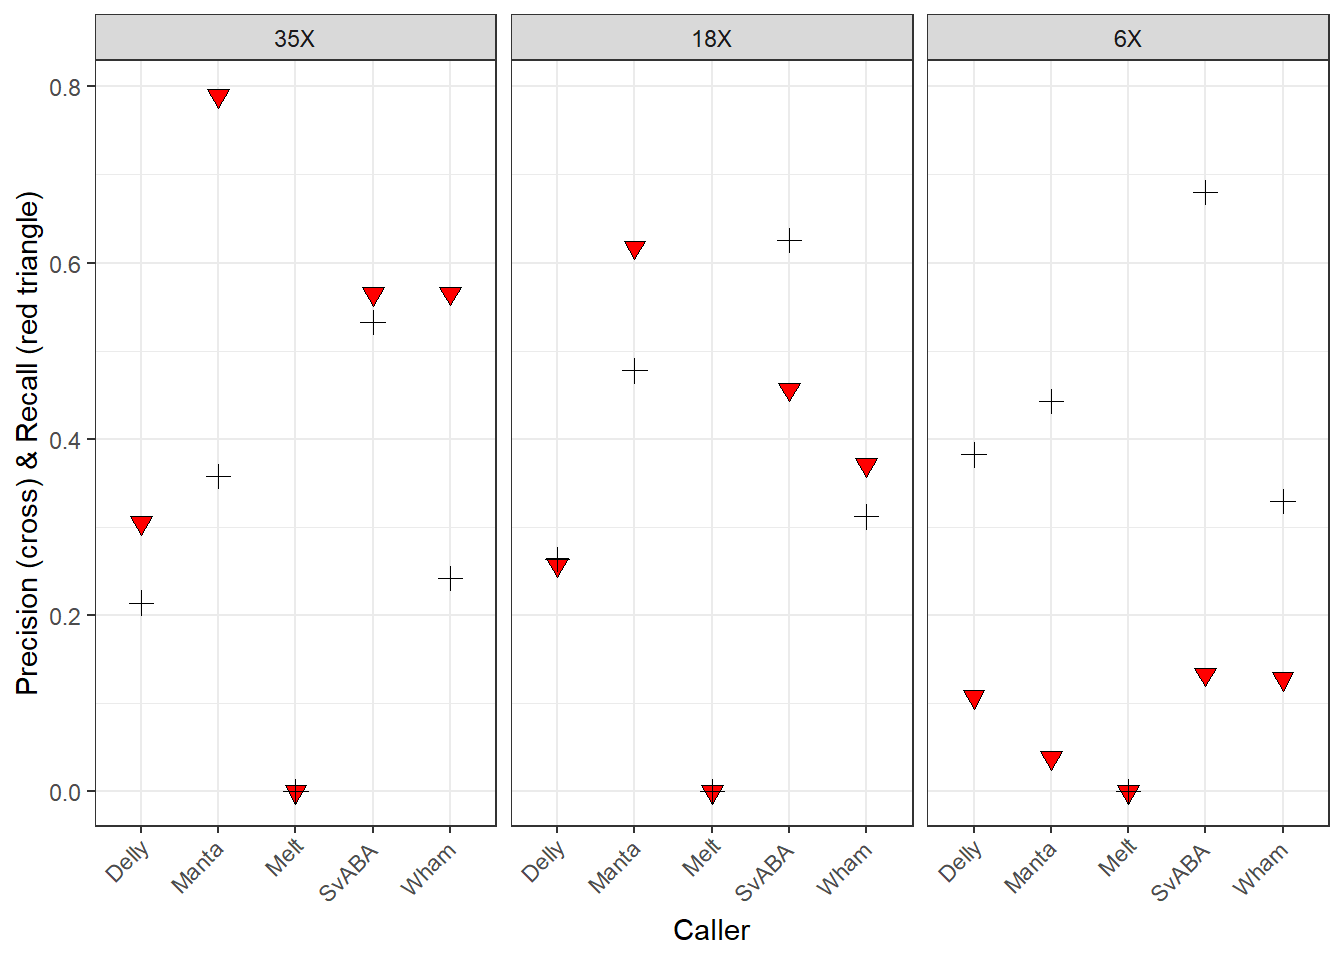 35X
18X
6X
Precision (cross) & Recall (red triangle)
0.8
0.6
0.4
0.2
0.0
Delly
Manta
Melt
SvABA
Wham
Delly
Manta
Melt
SvABA
Wham
Delly
Manta
Melt
SvABA
Wham
Caller